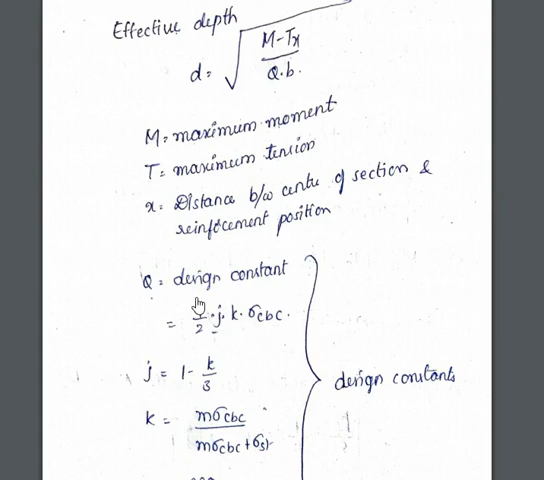 Effective depth
d = √ M-Tx / Q.b.
M = maximum moment
T = maximum tension
x = Distance b/w centre of section &
reinforcement position
Q = design constant
= /2 . j. k. σcbc.
j = 1 - k/3
k = mσcbc / mσcbc + σst
design constants